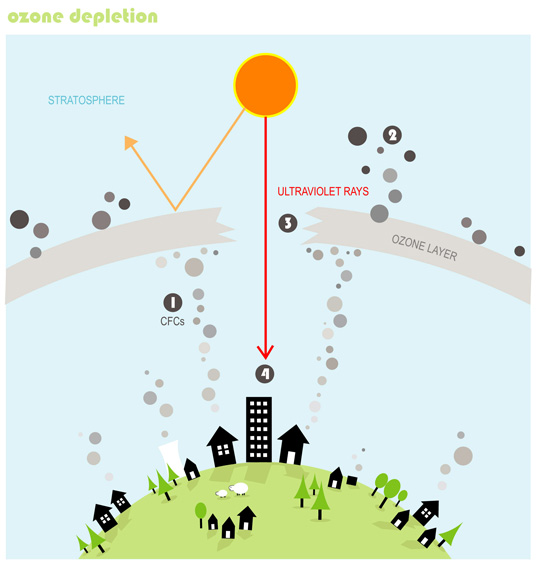 ozone depletion
STRATOSPHERE
2
ULTRAVIOLET RAYS
3
OZONE LAYER
1
CFCs
4